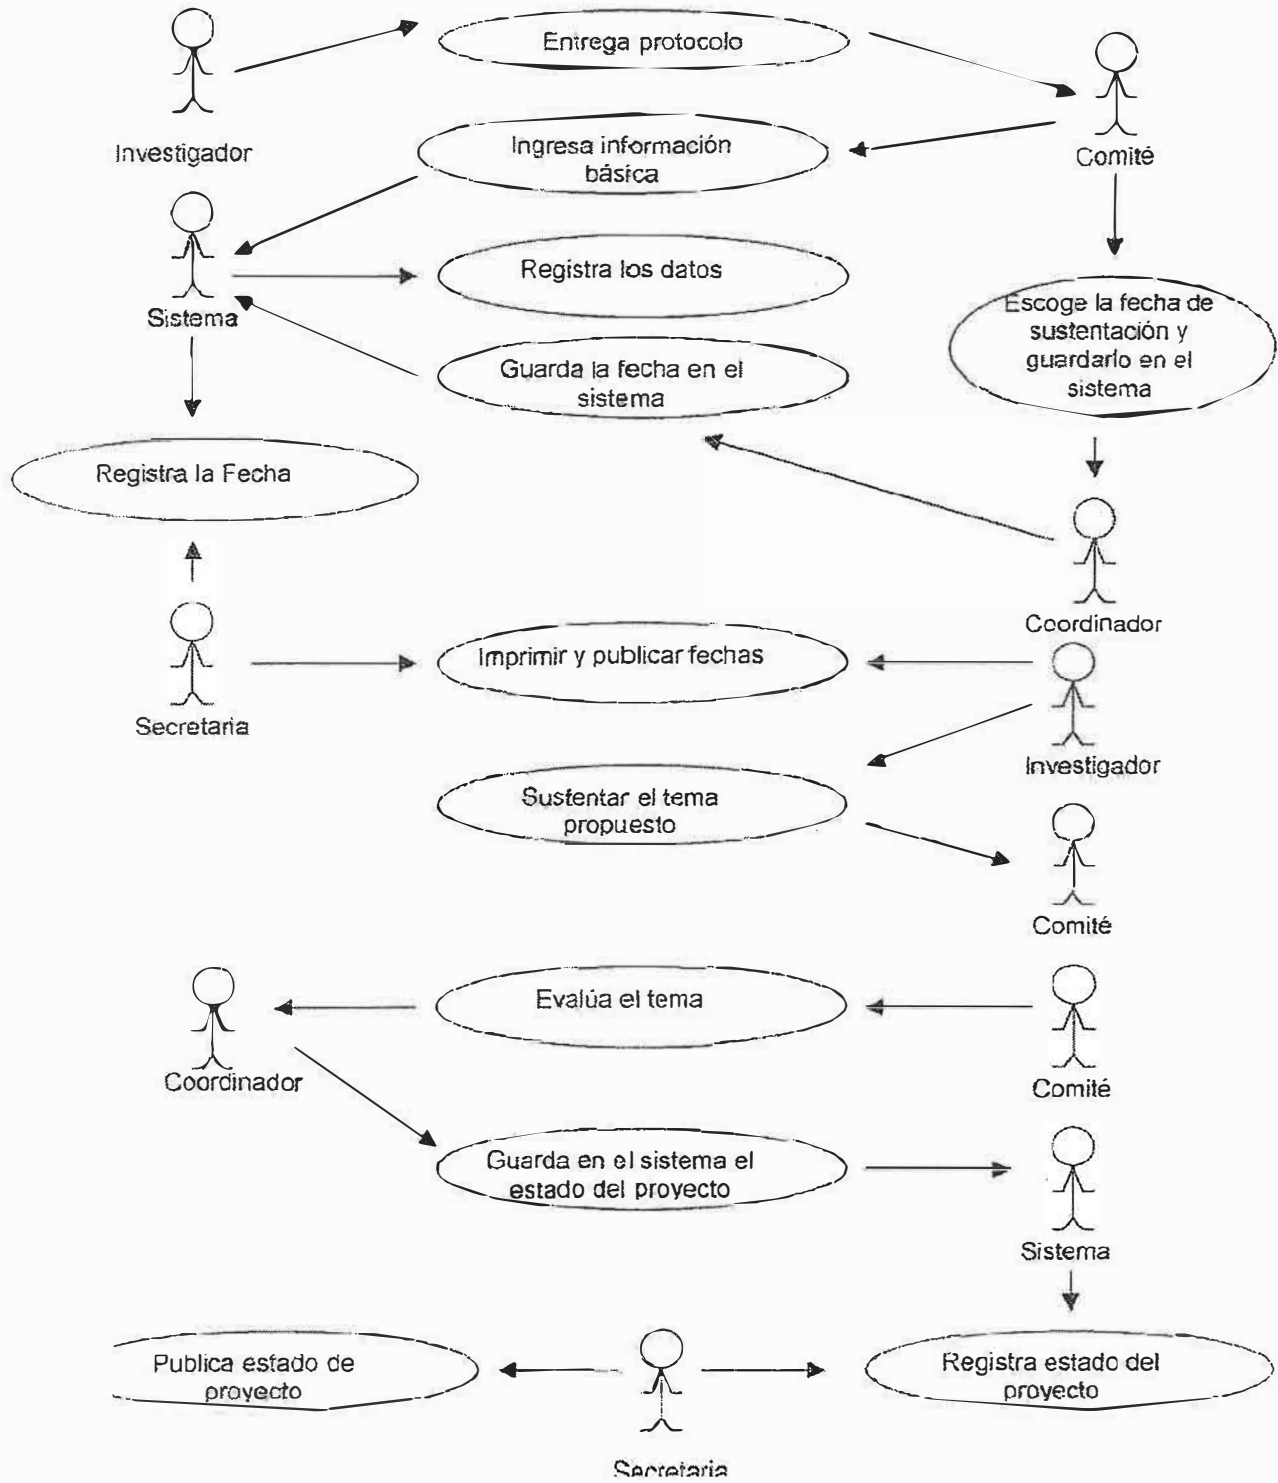 Entrega protocolo
Investigador
Ingresa información
básica
Comité
Registra los datos
Sistema
Escoge la fecha de
sustentación y
guardarlo en el
sistema
Guarda la fecha en el
sistema
Registra la Fecha
Coordinador
Imprimir y publicar fechas
Secretaria
Investigador
Sustentar el tema
propuesto
Comité
Evalúa el tema
Coordinador
Comité
Guarda en el sistema el
estado del proyecto
Sistema
Publica estado de
proyecto
Registra estado del
proyecto
Secretaria